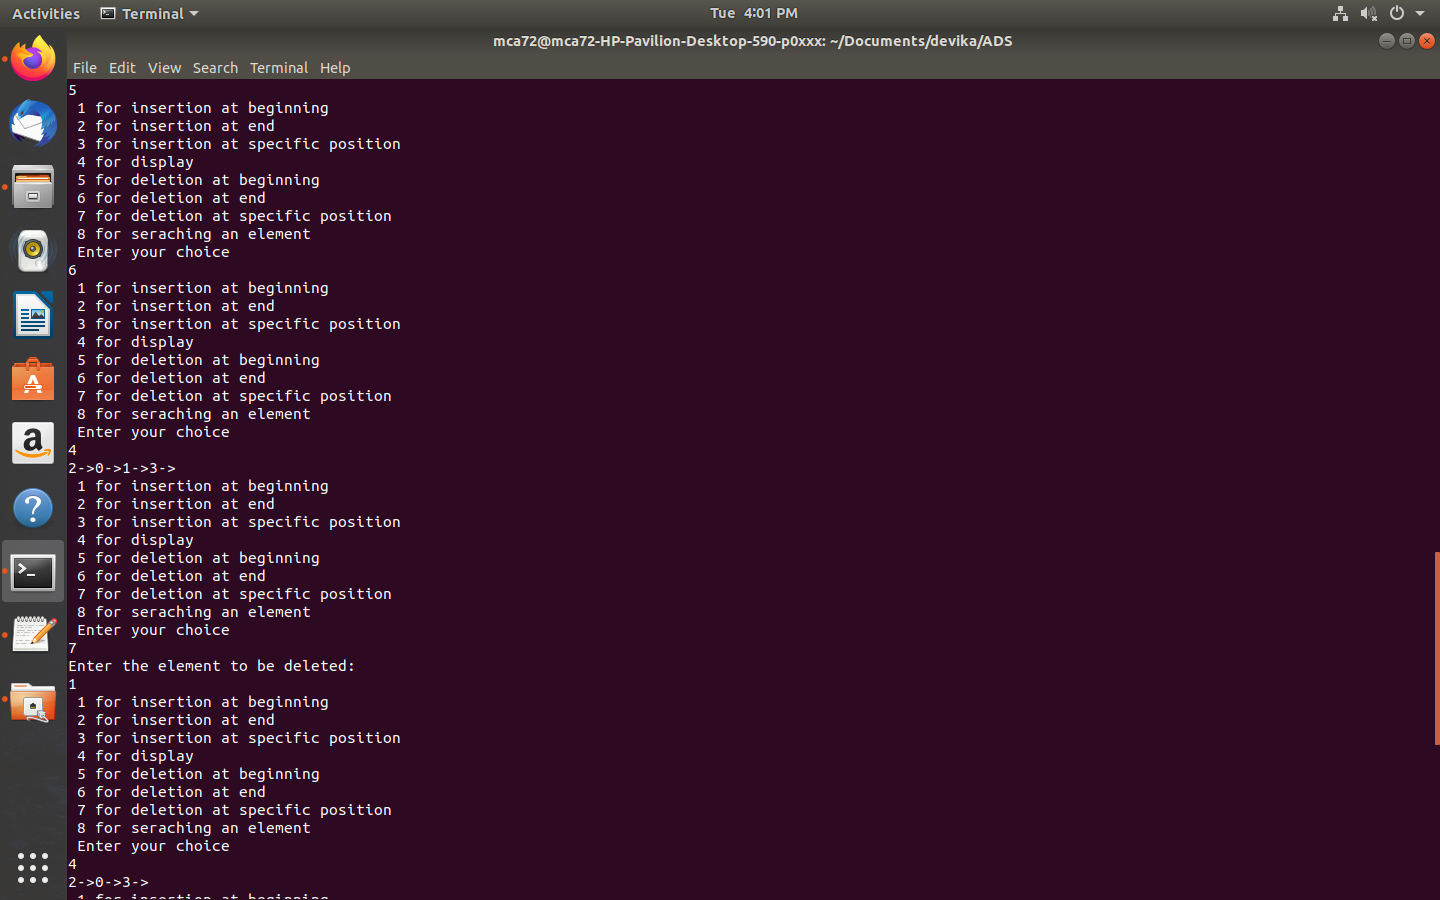 Activities Terminal Tue 4:01 PM
mca72@mca72-HP-Pavilion-Desktop-590-p0xxx: ~/Documents/devika/ADS
File Edit View Search Terminal Help
5
1 for insertion at beginning
2 for insertion at end
3 for insertion at specific position
4 for display
5 for deletion at beginning
6 for deletion at end
7 for deletion at specific position
8 for seraching an element
Enter your choice
6
1 for insertion at beginning
2 for insertion at end
3 for insertion at specific position
4 for display
5 for deletion at beginning
6 for deletion at end
7 for deletion at specific position
8 for seraching an element
Enter your choice
4
2->0->1->3->
1 for insertion at beginning
2 for insertion at end
3 for insertion at specific position
4 for display
5 for deletion at beginning
6 for deletion at end
7 for deletion at specific position
8 for seraching an element
Enter your choice
7
Enter the element to be deleted:
1
1 for insertion at beginning
2 for insertion at end
3 for insertion at specific position
4 for display
5 for deletion at beginning
6 for deletion at end
7 for deletion at specific position
8 for seraching an element
Enter your choice
4
2->0->3->
1 for insertion at beginning